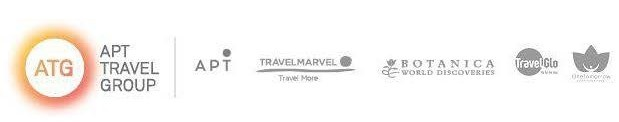 ATG
APT
TRAVEL
GROUP
APT
TRAVELMARVEL
Travel More
BOTANICA
WORLD DISCOVERIES
TravelGlo